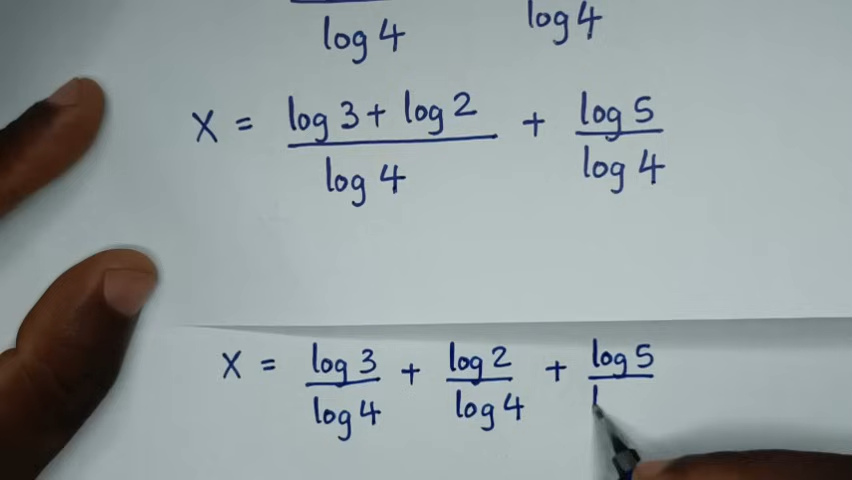 log 4 log 4
x = (log 3 + log 2)/(log 4) + (log 5)/(log 4)
x = (log 3)/(log 4) + (log 2)/(log 4) + (log 5)/l